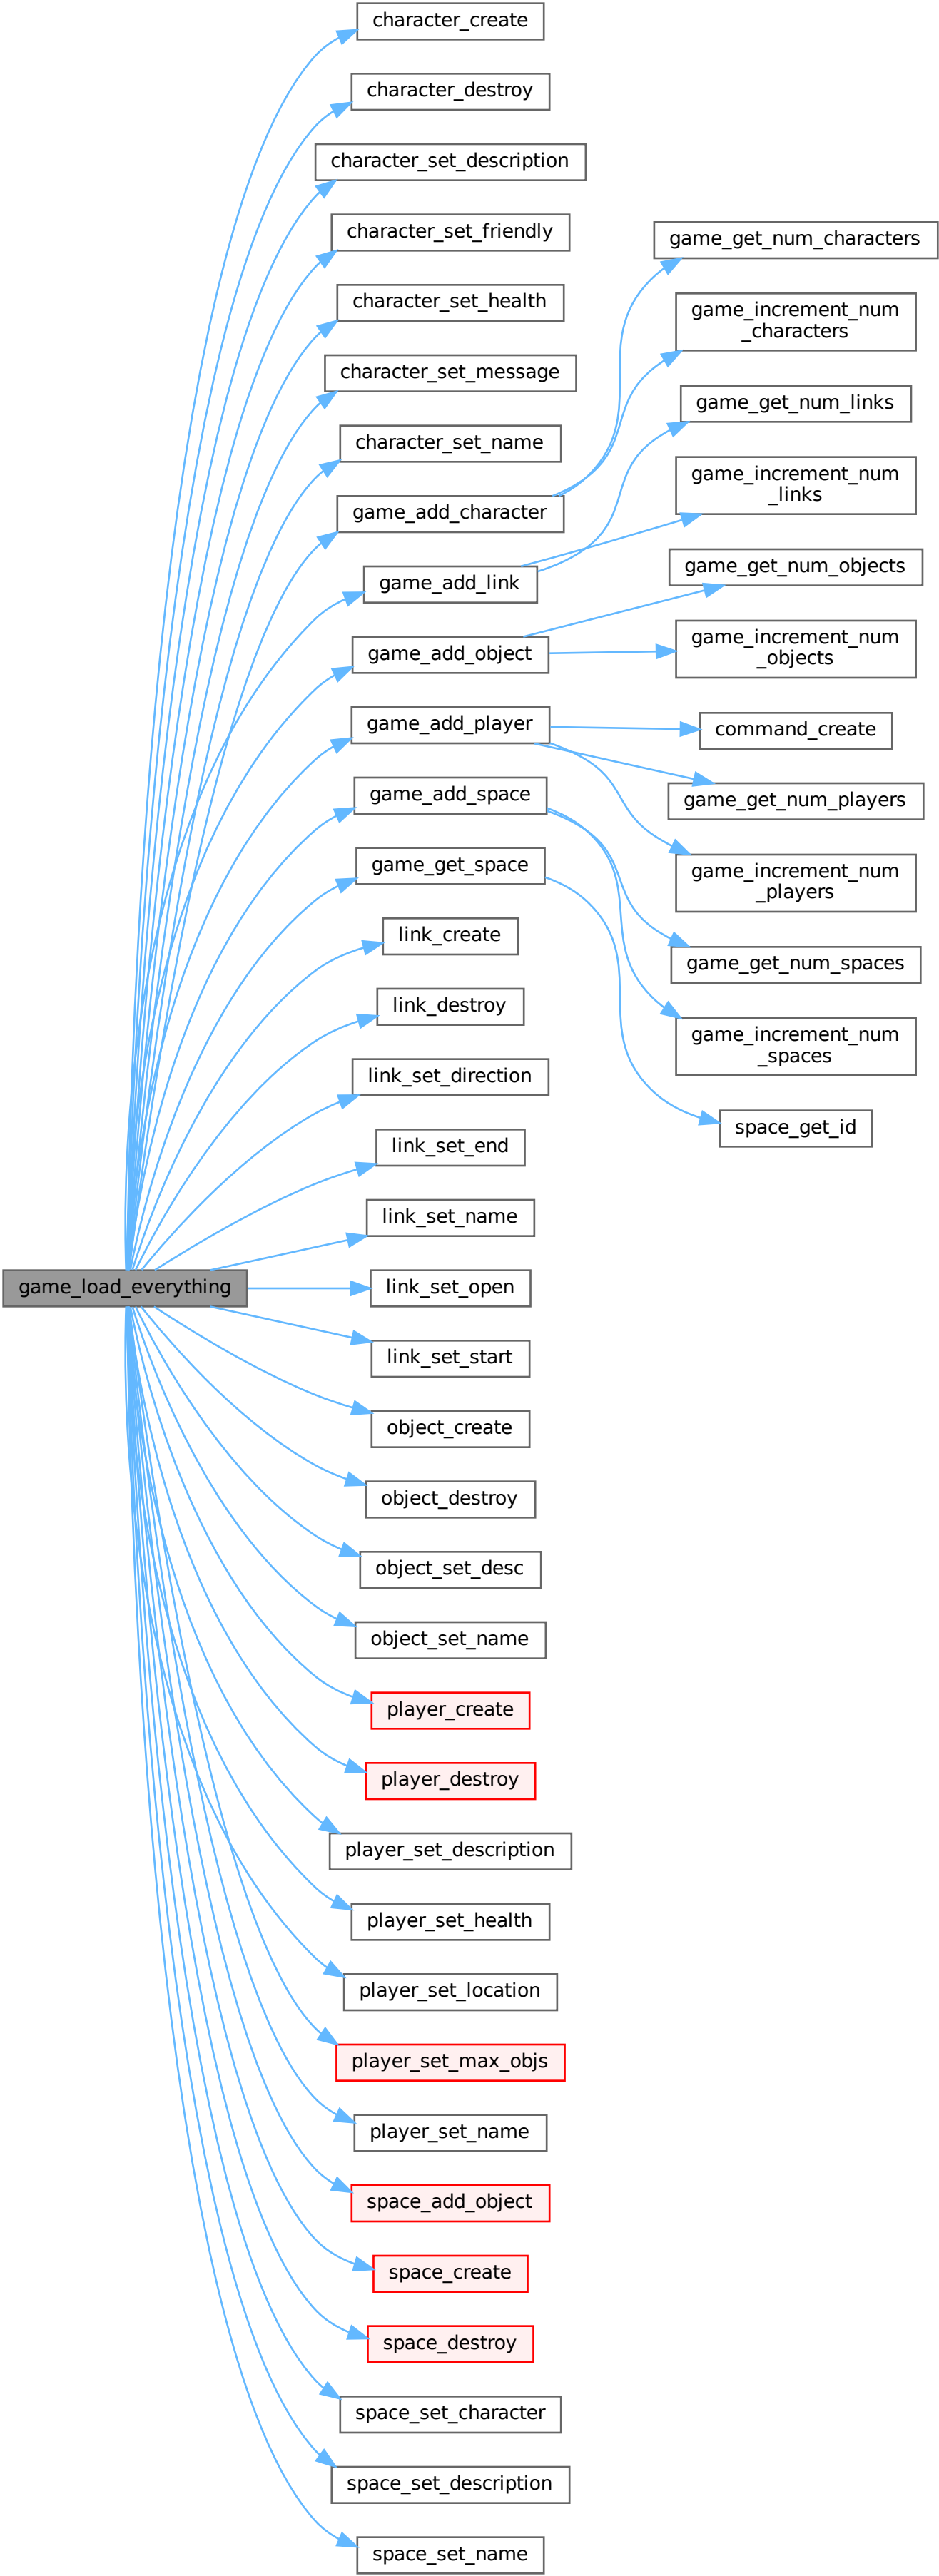 character_create
character_destroy
character_set_description
character_set_friendly
character_set_health
character_set_message
character_set_name
game_add_character
game_add_link
game_add_object
game_add_player
game_add_space
game_get_space
link_create
link_destroy
link_set_direction
link_set_end
link_set_name
game_load_everything
link_set_open
link_set_start
object_create
object_destroy
object_set_desc
object_set_name
player_create
player_destroy
player_set_description
player_set_health
player_set_location
player_set_max_objs
player_set_name
space_add_object
space_create
space_destroy
space_set_character
space_set_description
space_set_name
game_get_num_characters
game_increment_num
_characters
game_get_num_links
game_increment_num
_links
game_get_num_objects
game_increment_num
_objects
command_create
game_get_num_players
game_increment_num
_players
game_get_num_spaces
game_increment_num
_spaces
space_get_id